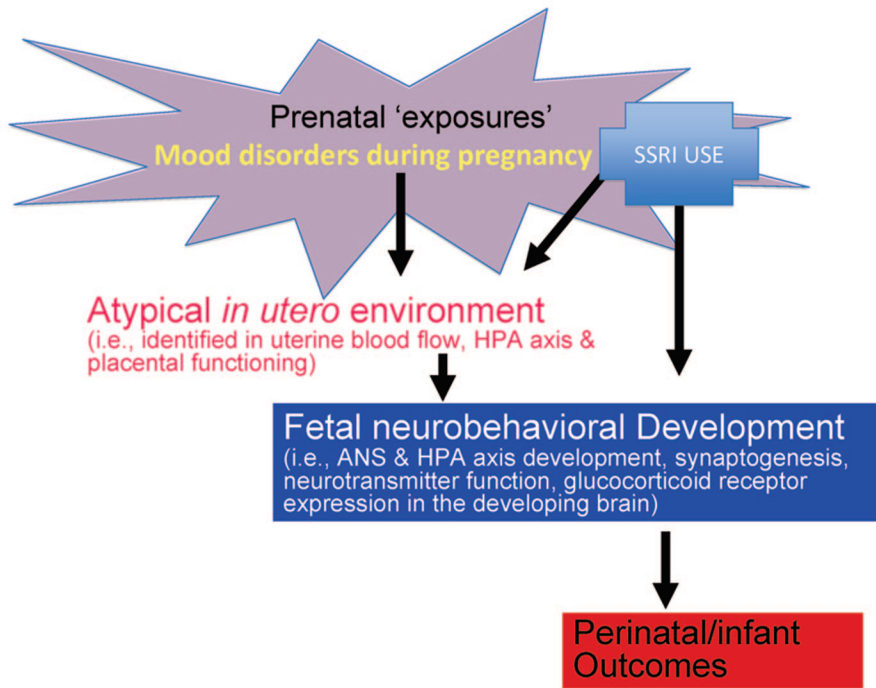 Prenatal ‘exposures’
Mood disorders during pregnancy
SSRI USE
Atypical in utero environment
(i.e., identified in uterine blood flow, HPA axis &
placental functioning)
Fetal neurobehavioral Development
(i.e., ANS & HPA axis development, synaptogenesis,
neurotransmitter function, glucocorticoid receptor
expression in the developing brain)
Perinatal/infant
Outcomes